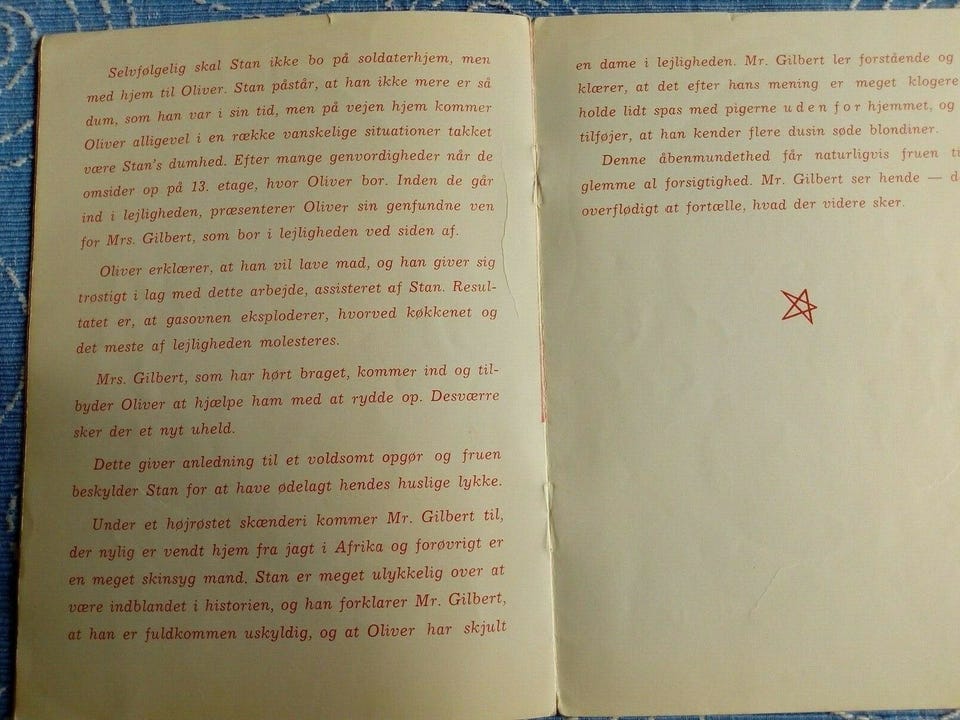 Selvfølgelig skal Stan ikke bo på soldaterhjem, men
med hjem til Oliver. Stan påstår, at han ikke mere er så
dum, som han var i sin tid, men på vejen hjem kommer
Oliver alligevel i en række vanskelige situationer takket
være Stan's dumhed. Efter mange genvordigheder når de
omsider op på 13. etage, hvor Oliver bor. Inden de går
ind i lejligheden, præsenterer Oliver sin genfundne ven
for Mrs. Gilbert, som bor i lejligheden ved siden af.
Oliver erklærer, at han vil lave mad, og han giver sig
trøstigt i lag med dette arbejde, assisteret af Stan. Resul-
tatet er, at gasovnen eksploderer, hvorved køkkenet og
det meste af lejligheden molesteres.
Mrs. Gilbert, som har hørt braget, kommer ind og til-
byder Oliver at hjælpe ham med at rydde op. Desværre
sker der et nyt uheld.
Dette giver anledning til et voldsomt opgør og fruen
beskylder Stan for at have ødelagt hendes huslige lykke.
Under et højrøstet skænderi kommer Mr. Gilbert til,
der nylig er vendt hjem fra jagt i Afrika og forøvrigt er
en meget skinsyg mand. Stan er meget ulykkelig over at
være indblandet i historien, og han forklarer Mr. Gilbert,
at han er fuldkommen uskyldig, og at Oliver har skjult
en dame i lejligheden. Mr. Gilbert ler forstående og
klærer, at det efter hans mening er meget klogere
holde lidt spas med pigerne u d e n f o r hjemmet, og
tilføjer, at han kender flere dusin søde blondiner.
Denne åbenmundethed får naturligvis fruen ti
glemme al forsigtighed. Mr. Gilbert ser hende — d
overflødigt at fortælle, hvad der videre sker.